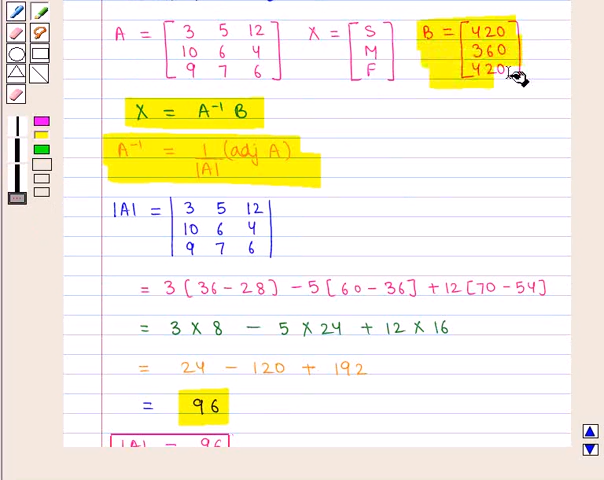 A = [ 3 5 12 ] X = [ S ] B = [ 420 ]
[ 10 6 4 ] [ M ] [ 360 ]
[ 9 7 6 ] [ F ] [ 420 ]
X = A⁻¹ B
A⁻¹ = 1/|A| (adj A)
|A| = | 3 5 12 |
| 10 6 4 |
| 9 7 6 |
= 3 [36 - 28] - 5 [60 - 36] + 12 [70 - 54]
= 3 × 8 - 5 × 24 + 12 × 16
= 24 - 120 + 192
= 96
|A| = 96